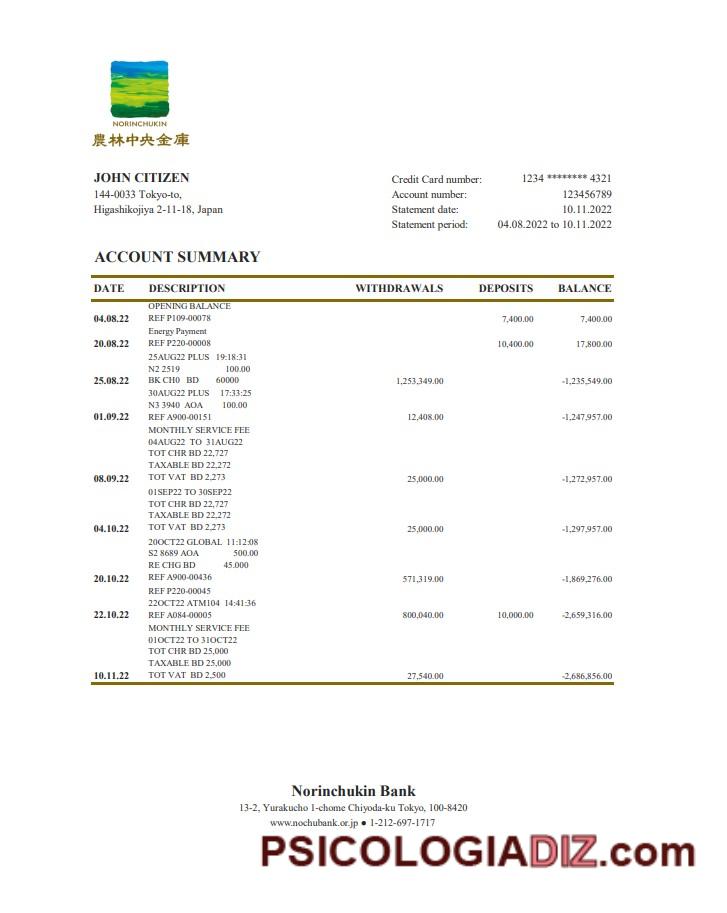 NORINCHUKIN
農林中央金庫
JOHN CITIZEN
144-0033 Tokyo-to,
Higashikojiya 2-11-18, Japan
Credit Card number: 1234 ******** 4321
Account number: 123456789
Statement date: 10.11.2022
Statement period: 04.08.2022 to 10.11.2022
ACCOUNT SUMMARY
DATE DESCRIPTION WITHDRAWALS DEPOSITS BALANCE
OPENING BALANCE
04.08.22 REF P109-00078 7,400.00 7,400.00
Energy Payment
20.08.22 REF P220-00008 10,400.00 17,800.00
25AUG22 PLUS 19:18:31
N2 2519 100.00
25.08.22 BK CH0 BD 60000 1,253,349.00 -1,235,549.00
30AUG22 PLUS 17:33:25
N3 3940 AOA 100.00
01.09.22 REF A900-00151 12,408.00 -1,247,957.00
MONTHLY SERVICE FEE
04AUG22 TO 31AUG22
TOT CHR BD 22,727
TAXABLE BD 22,272
08.09.22 TOT VAT BD 2,273 25,000.00 -1,272,957.00
01SEP22 TO 30SEP22
TOT CHR BD 22,727
TAXABLE BD 22,272
04.10.22 TOT VAT BD 2,273 25,000.00 -1,297,957.00
20OCT22 GLOBAL 11:12:08
S2 8689 AOA 500.00
RE CHG BD 45.000
20.10.22 REF A900-00436 571,319.00 -1,869,276.00
REF P220-00045
22OCT22 ATM104 14:41:36
22.10.22 REF A084-00005 800,040.00 10,000.00 -2,659,316.00
MONTHLY SERVICE FEE
01OCT22 TO 31OCT22
TOT CHR BD 25,000
TAXABLE BD 25,000
10.11.22 TOT VAT BD 2,500 27,540.00 -2,686,856.00
Norinchukin Bank
13-2, Yurakucho 1-chome Chiyoda-ku Tokyo, 100-8420
www.nochubank.or.jp ● 1-212-697-1717
PSICOLOGIADIZ.com